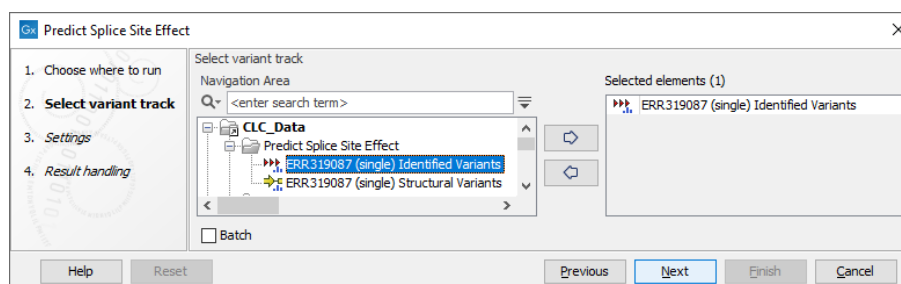 Gx Predict Splice Site Effect
1. Choose where to run
2. Select variant track
3. Settings
4. Result handling
Select variant track
Navigation Area
<enter search term>
CLC_Data
Predict Splice Site Effect
ERR319087 (single) Identified Variants
ERR319087 (single) Structural Variants
Batch
Selected elements (1)
ERR319087 (single) Identified Variants
Help
Reset
Previous
Next
Finish
Cancel